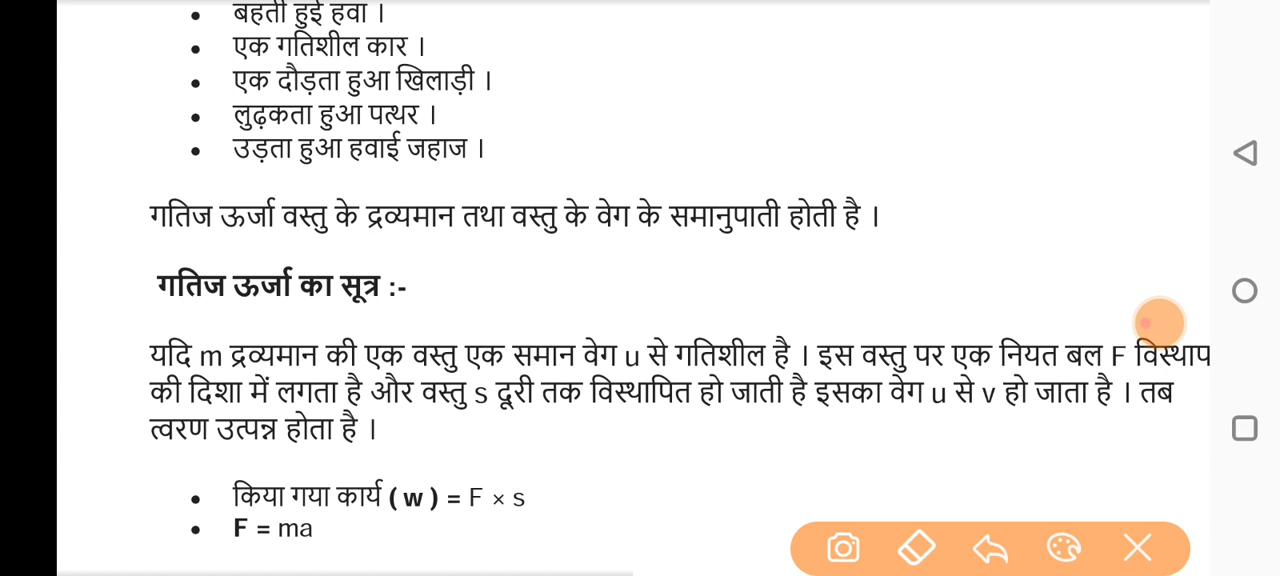 • बहती हुई हवा ।
• एक गतिशील कार ।
• एक दौड़ता हुआ खिलाड़ी ।
• लुढ़कता हुआ पत्थर ।
• उड़ता हुआ हवाई जहाज ।
गतिज ऊर्जा वस्तु के द्रव्यमान तथा वस्तु के वेग के समानुपाती होती है ।
गतिज ऊर्जा का सूत्र :-
यदि m द्रव्यमान की एक वस्तु एक समान वेग u से गतिशील है । इस वस्तु पर एक नियत बल F विस्थाप
की दिशा में लगता है और वस्तु s दूरी तक विस्थापित हो जाती है इसका वेग u से v हो जाता है । तब
त्वरण उत्पन्न होता है ।
• किया गया कार्य ( w ) = F × s
• F = ma